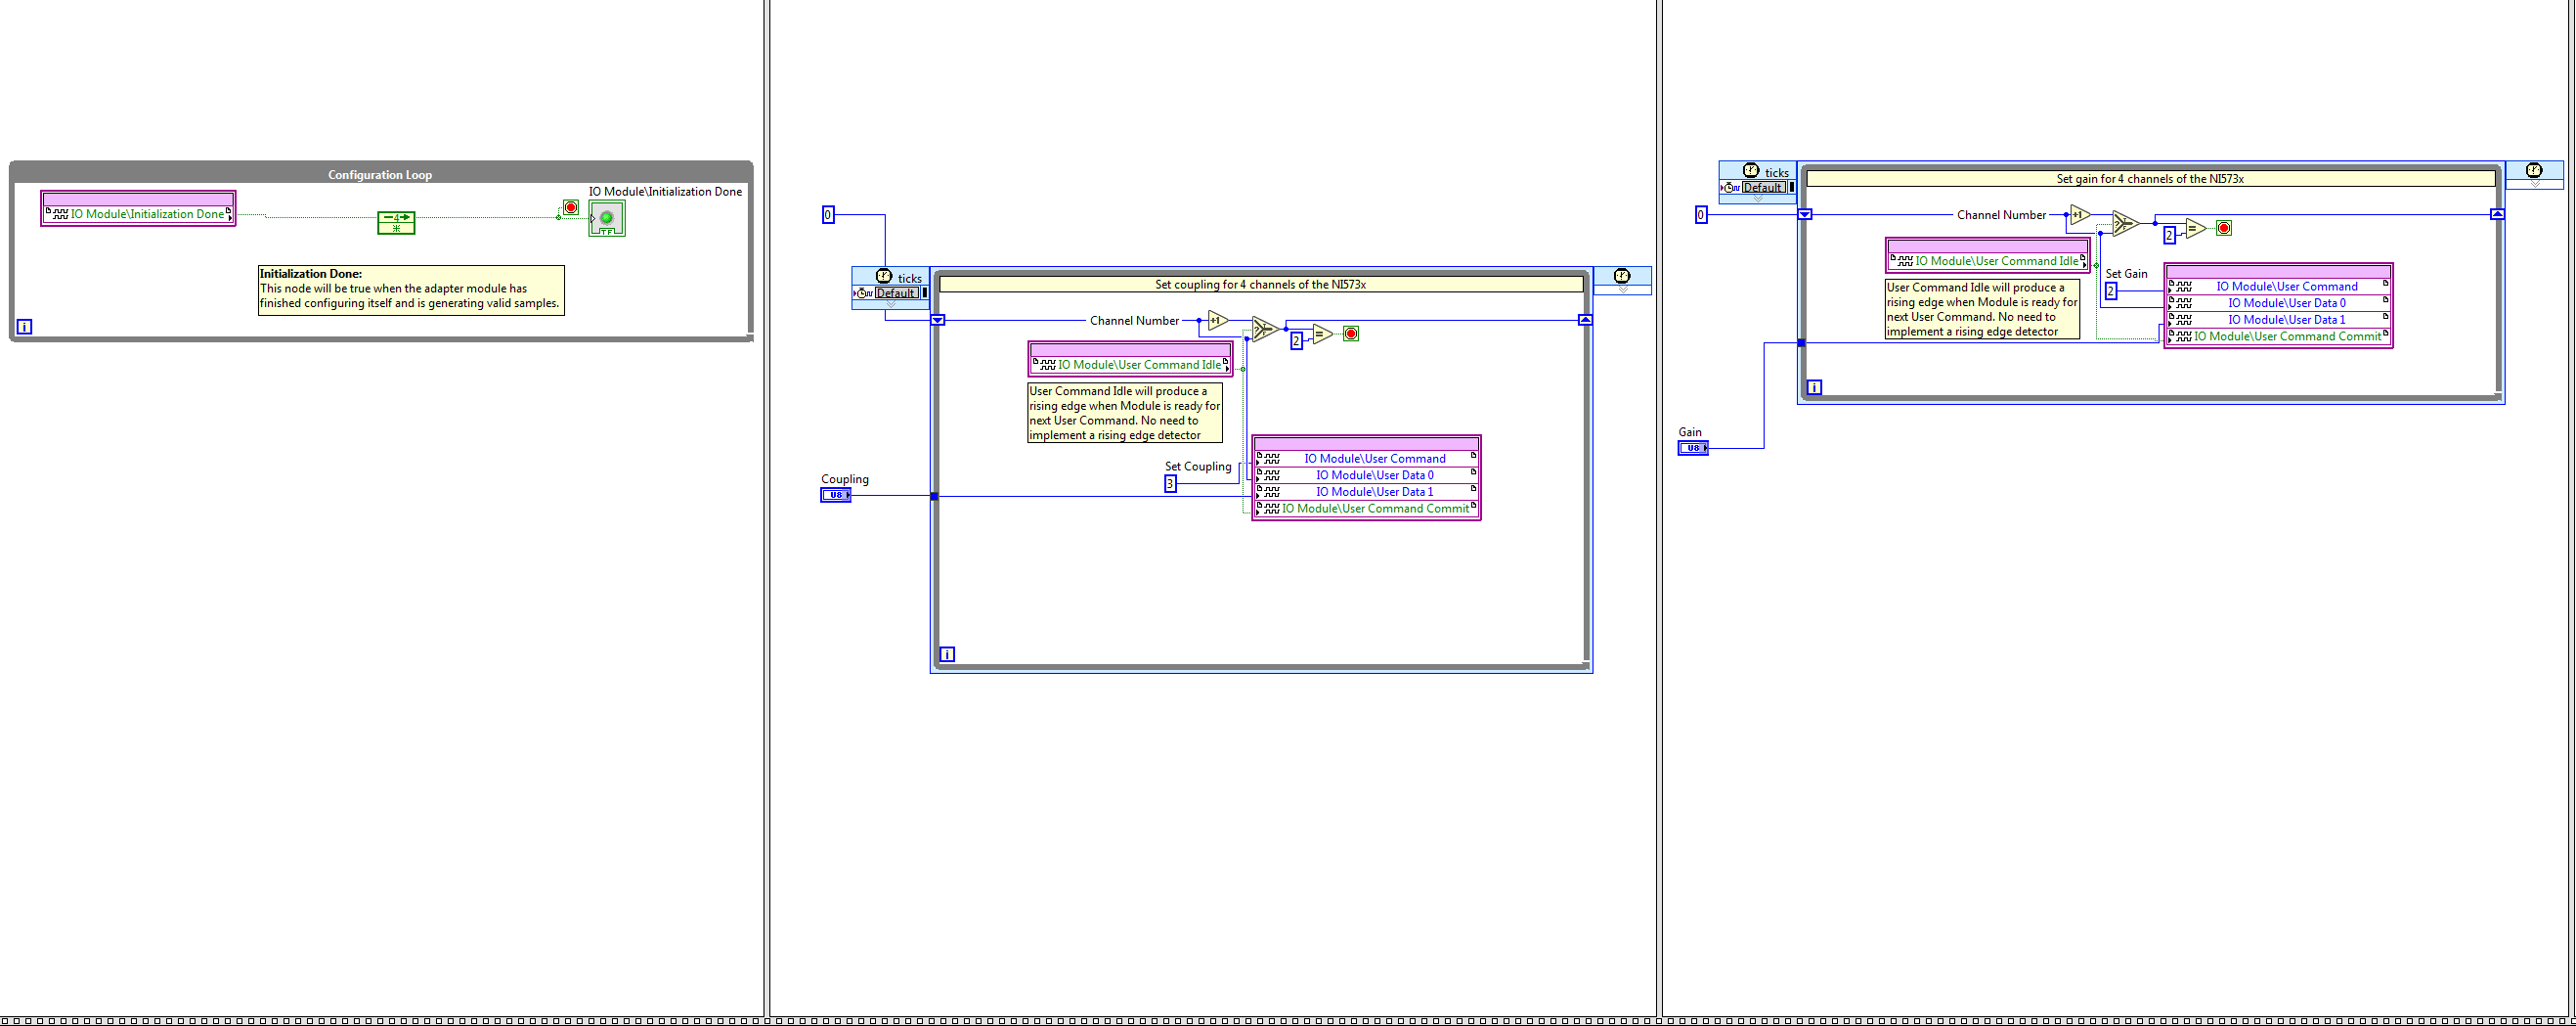 Configuration Loop
IO Module\Initialization Done
IO Module\Initialization Done
4
TF
Initialization Done:
This node will be true when the adapter module has
finished configuring itself and is generating valid samples.
i
0
ticks
Default
Set coupling for 4 channels of the NI573x
Channel Number
+1
?
T
F
2
=
IO Module\User Command Idle
User Command Idle will produce a
rising edge when Module is ready for
next User Command. No need to
implement a rising edge detector
Set Coupling
3
IO Module\User Command
IO Module\User Data 0
IO Module\User Data 1
IO Module\User Command Commit
Coupling
U8
i
ticks
Default
Set gain for 4 channels of the NI573x
0
Channel Number
+1
?
T
F
2
=
IO Module\User Command Idle
User Command Idle will produce a
rising edge when Module is ready for
next User Command. No need to
implement a rising edge detector
Set Gain
2
IO Module\User Command
IO Module\User Data 0
IO Module\User Data 1
IO Module\User Command Commit
i
Gain
U8